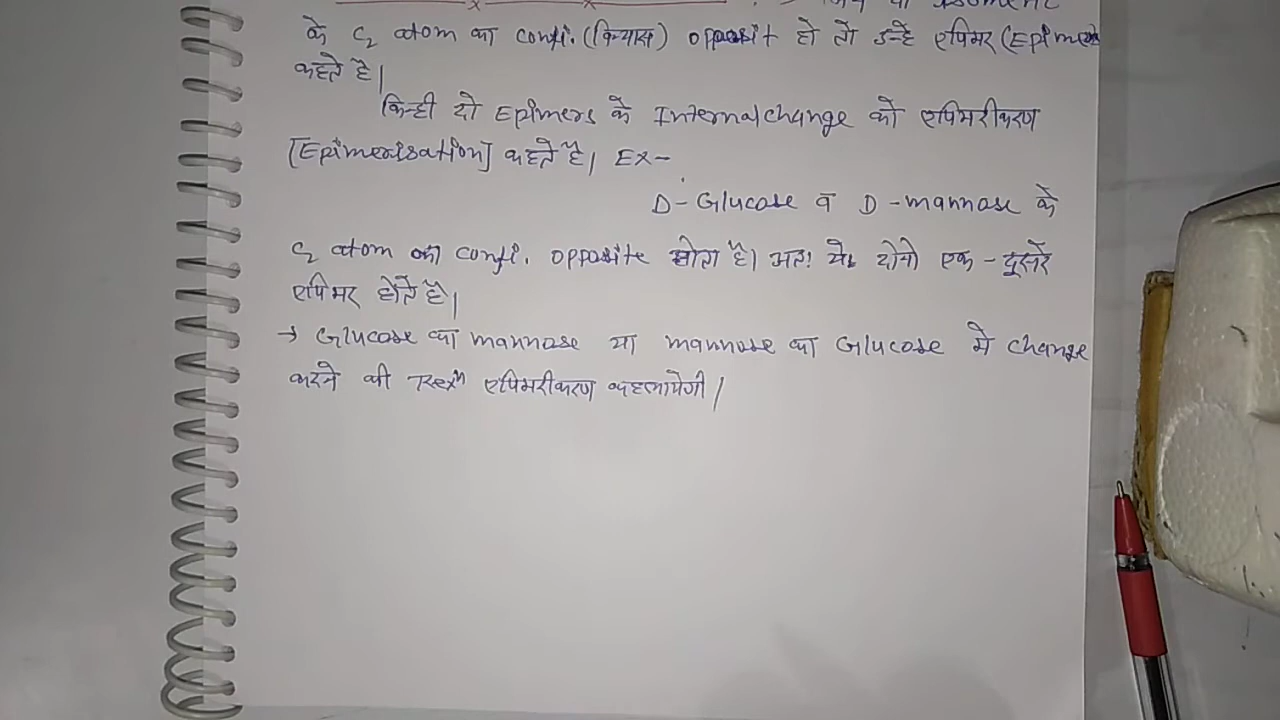 के C₂ atom का confi. (विन्यास) opposit हो तो उन्हे एपिमर (Epimer
कहते है।
किन्ही दो Epimers के Internalchange को एपिमरीकरण
[Epimerisation] कहते है। Ex-
D-Glucose व D-mannose के
C₂ atom का confi. opposite होता है। अतः ये दोनो एक-दूसरे
एपिमर होते है।
→ Glucose का mannose या mannose का Glucose मे change
करने की Rexⁿ एपिमरीकरण कहलायेगी।